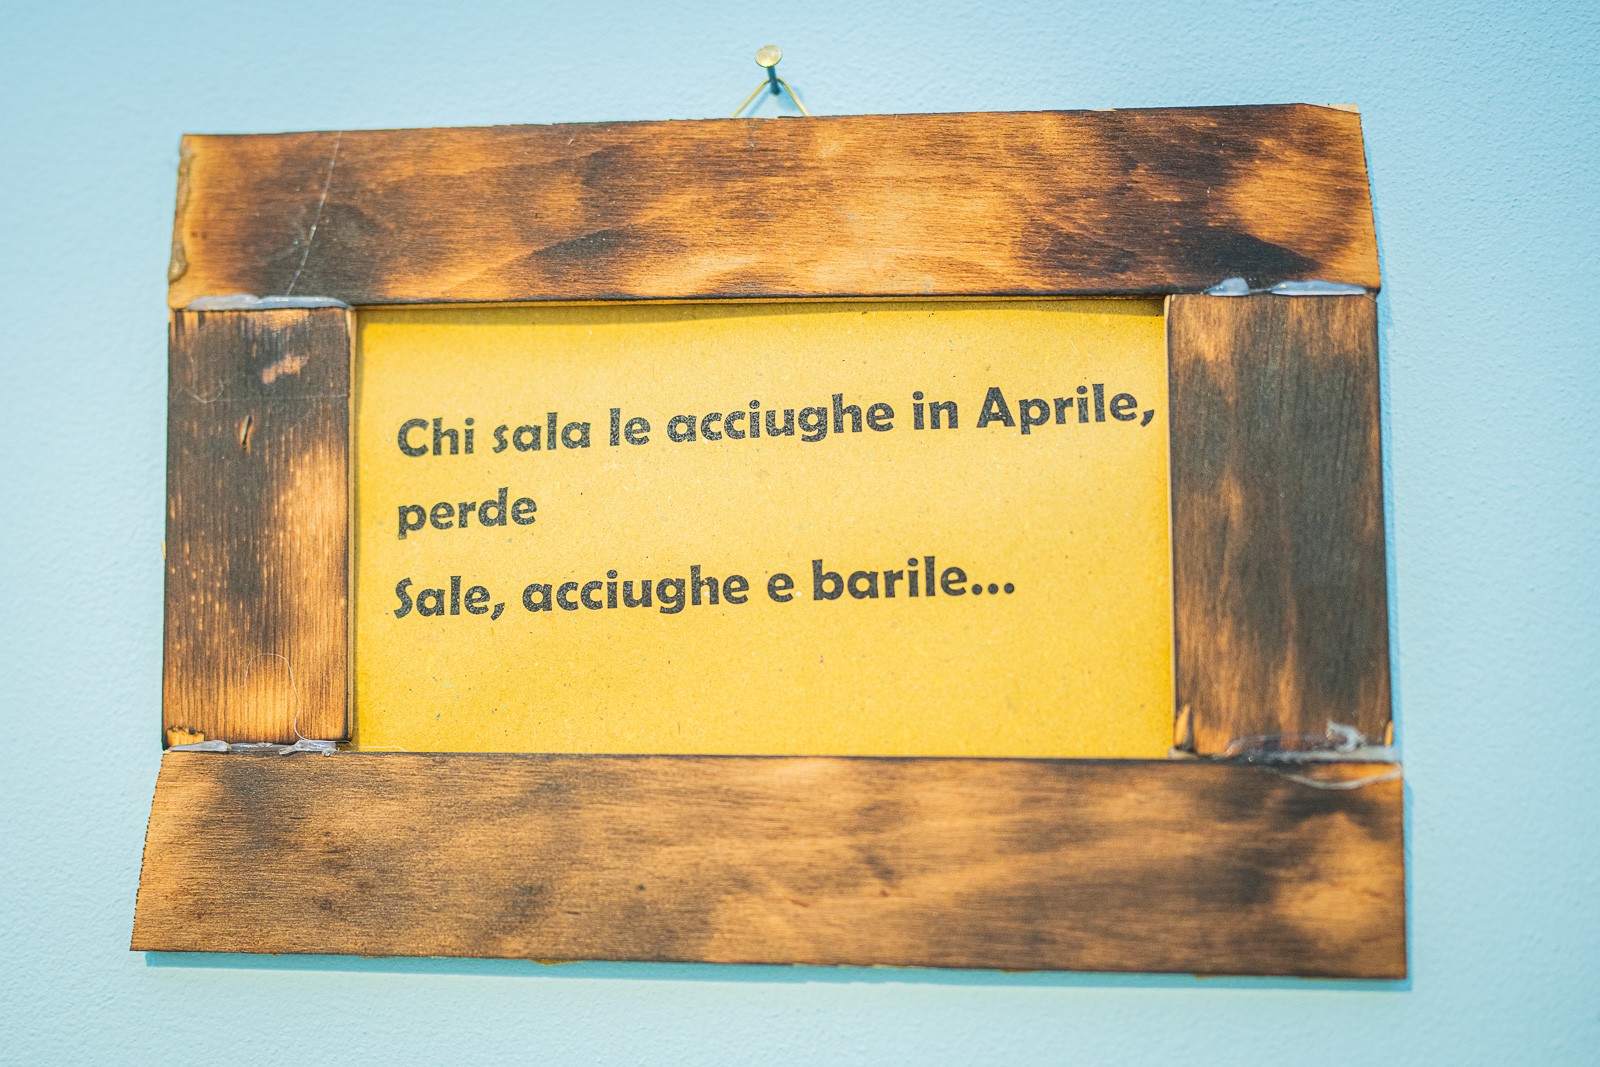 Chi sala le acciughe in Aprile,
perde
Sale, acciughe e barile...